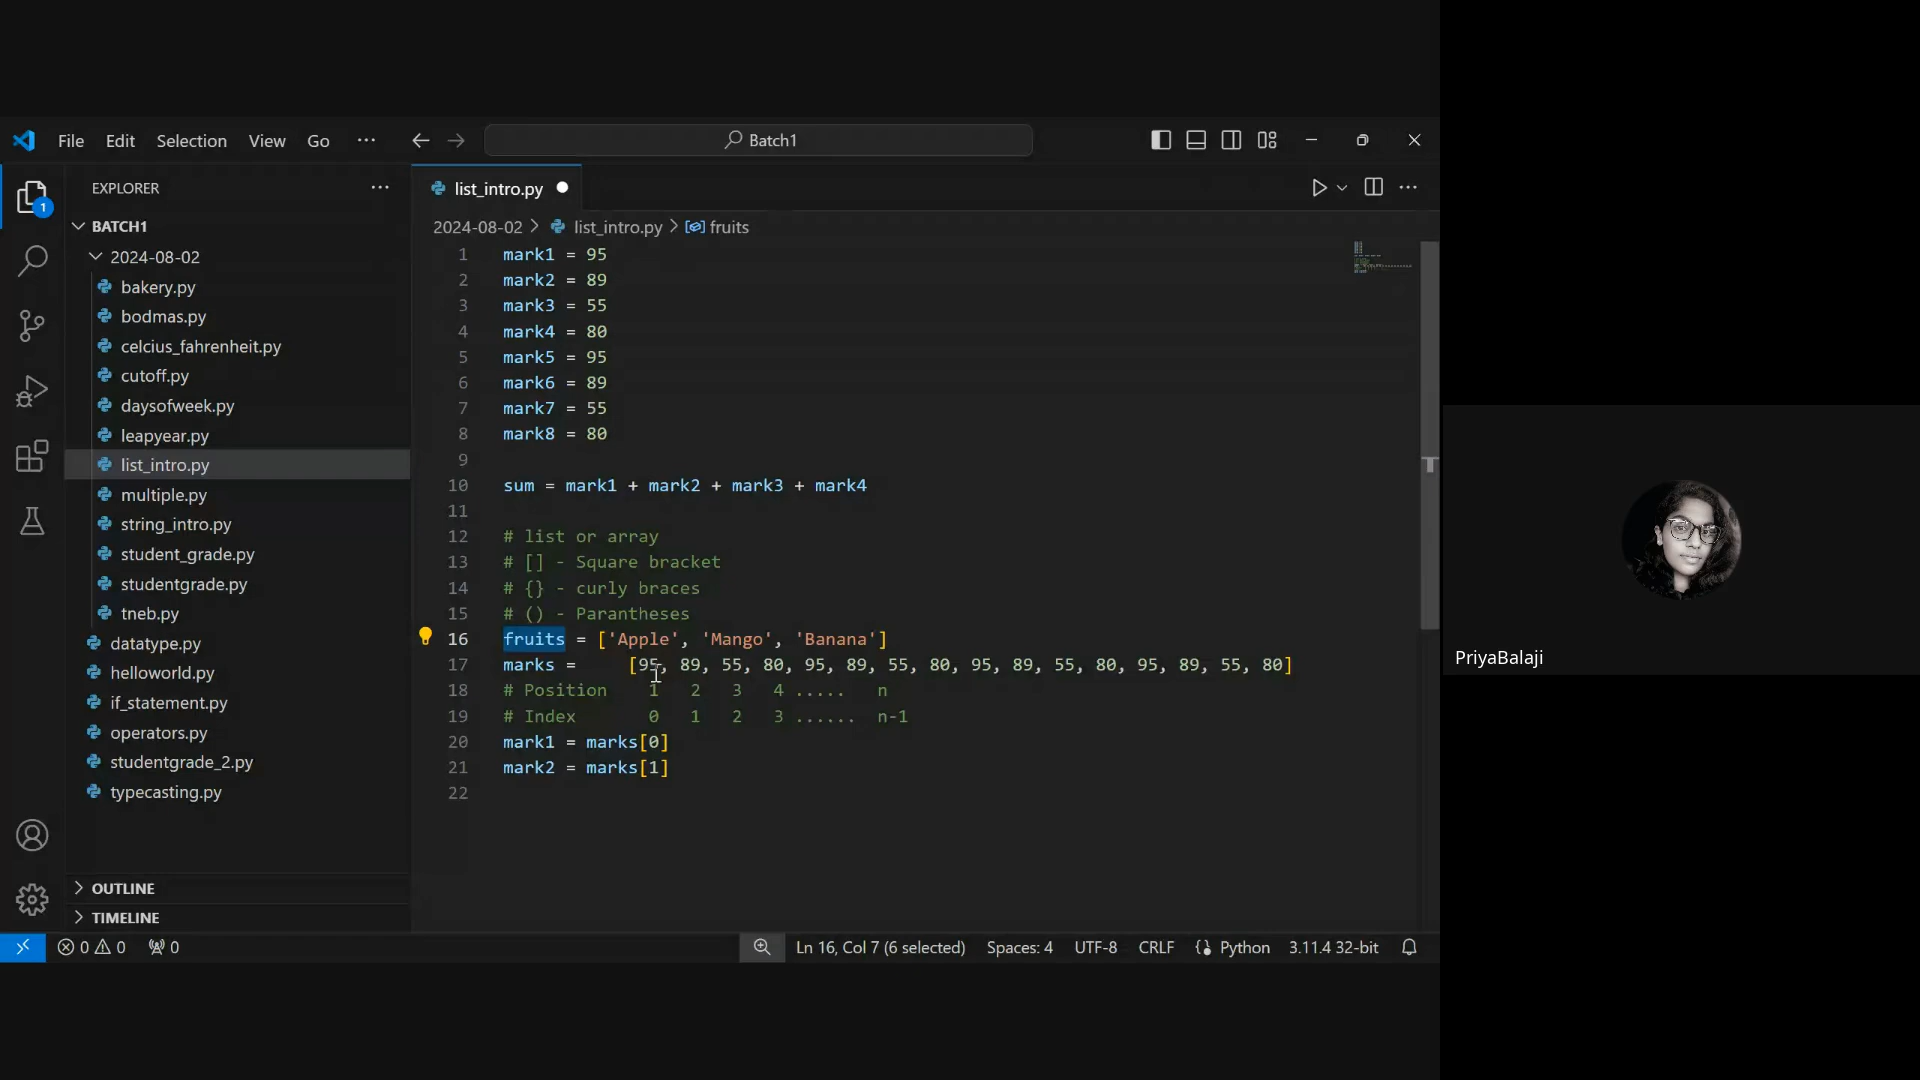 File Edit Selection View Go ··· Batch1
EXPLORER ···
1
BATCH1
2024-08-02
bakery.py
bodmas.py
celcius_fahrenheit.py
cutoff.py
daysofweek.py
leapyear.py
list_intro.py
multiple.py
string_intro.py
student_grade.py
studentgrade.py
tneb.py
datatype.py
helloworld.py
if_statement.py
operators.py
studentgrade_2.py
typecasting.py
OUTLINE
TIMELINE
list_intro.py
2024-08-02 > list_intro.py > fruits
1 mark1 = 95
2 mark2 = 89
3 mark3 = 55
4 mark4 = 80
5 mark5 = 95
6 mark6 = 89
7 mark7 = 55
8 mark8 = 80
9
10 sum = mark1 + mark2 + mark3 + mark4
11
12 # list or array
13 # [] - Square bracket
14 # {} - curly braces
15 # () - Parantheses
16 fruits = ['Apple', 'Mango', 'Banana']
17 marks = [95, 89, 55, 80, 95, 89, 55, 80, 95, 89, 55, 80, 95, 89, 55, 80]
18 # Position 1 2 3 4 ..... n
19 # Index 0 1 2 3 ...... n-1
20 mark1 = marks[0]
21 mark2 = marks[1]
22
0 0 0 Ln 16, Col 7 (6 selected) Spaces: 4 UTF-8 CRLF Python 3.11.4 32-bit
PriyaBalaji